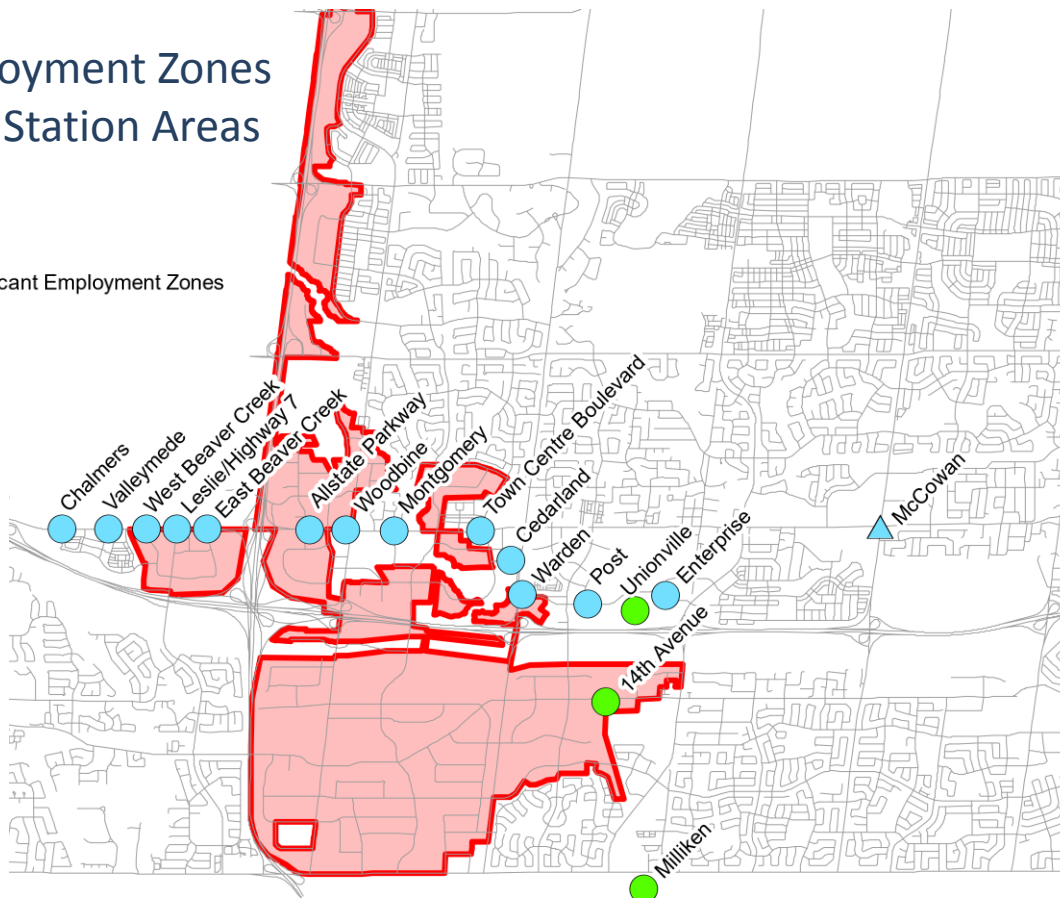 oyment Zones
Station Areas
cant Employment Zones
Chalmers
Valleymede
West Beaver Creek
Leslie/Highway 7
East Beaver Creek
Allstate Parkway
Woodbine
Montgomery
Town Centre Boulevard
Cedarland
Warden
Post
Unionville
Enterprise
McCowan
14th Avenue
Milliken